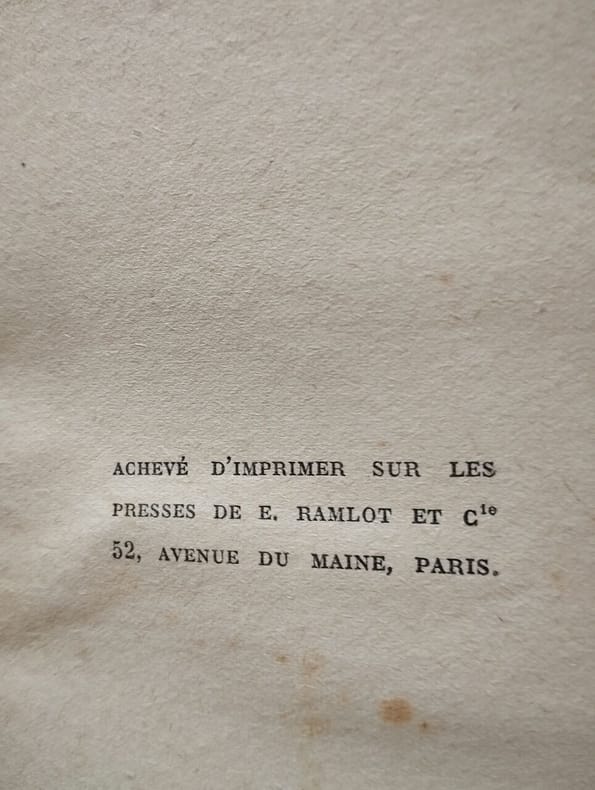 ACHEVÉ D'IMPRIMER SUR LES
PRESSES DE E. RAMLOT ET Cie
52, AVENUE DU MAINE, PARIS.